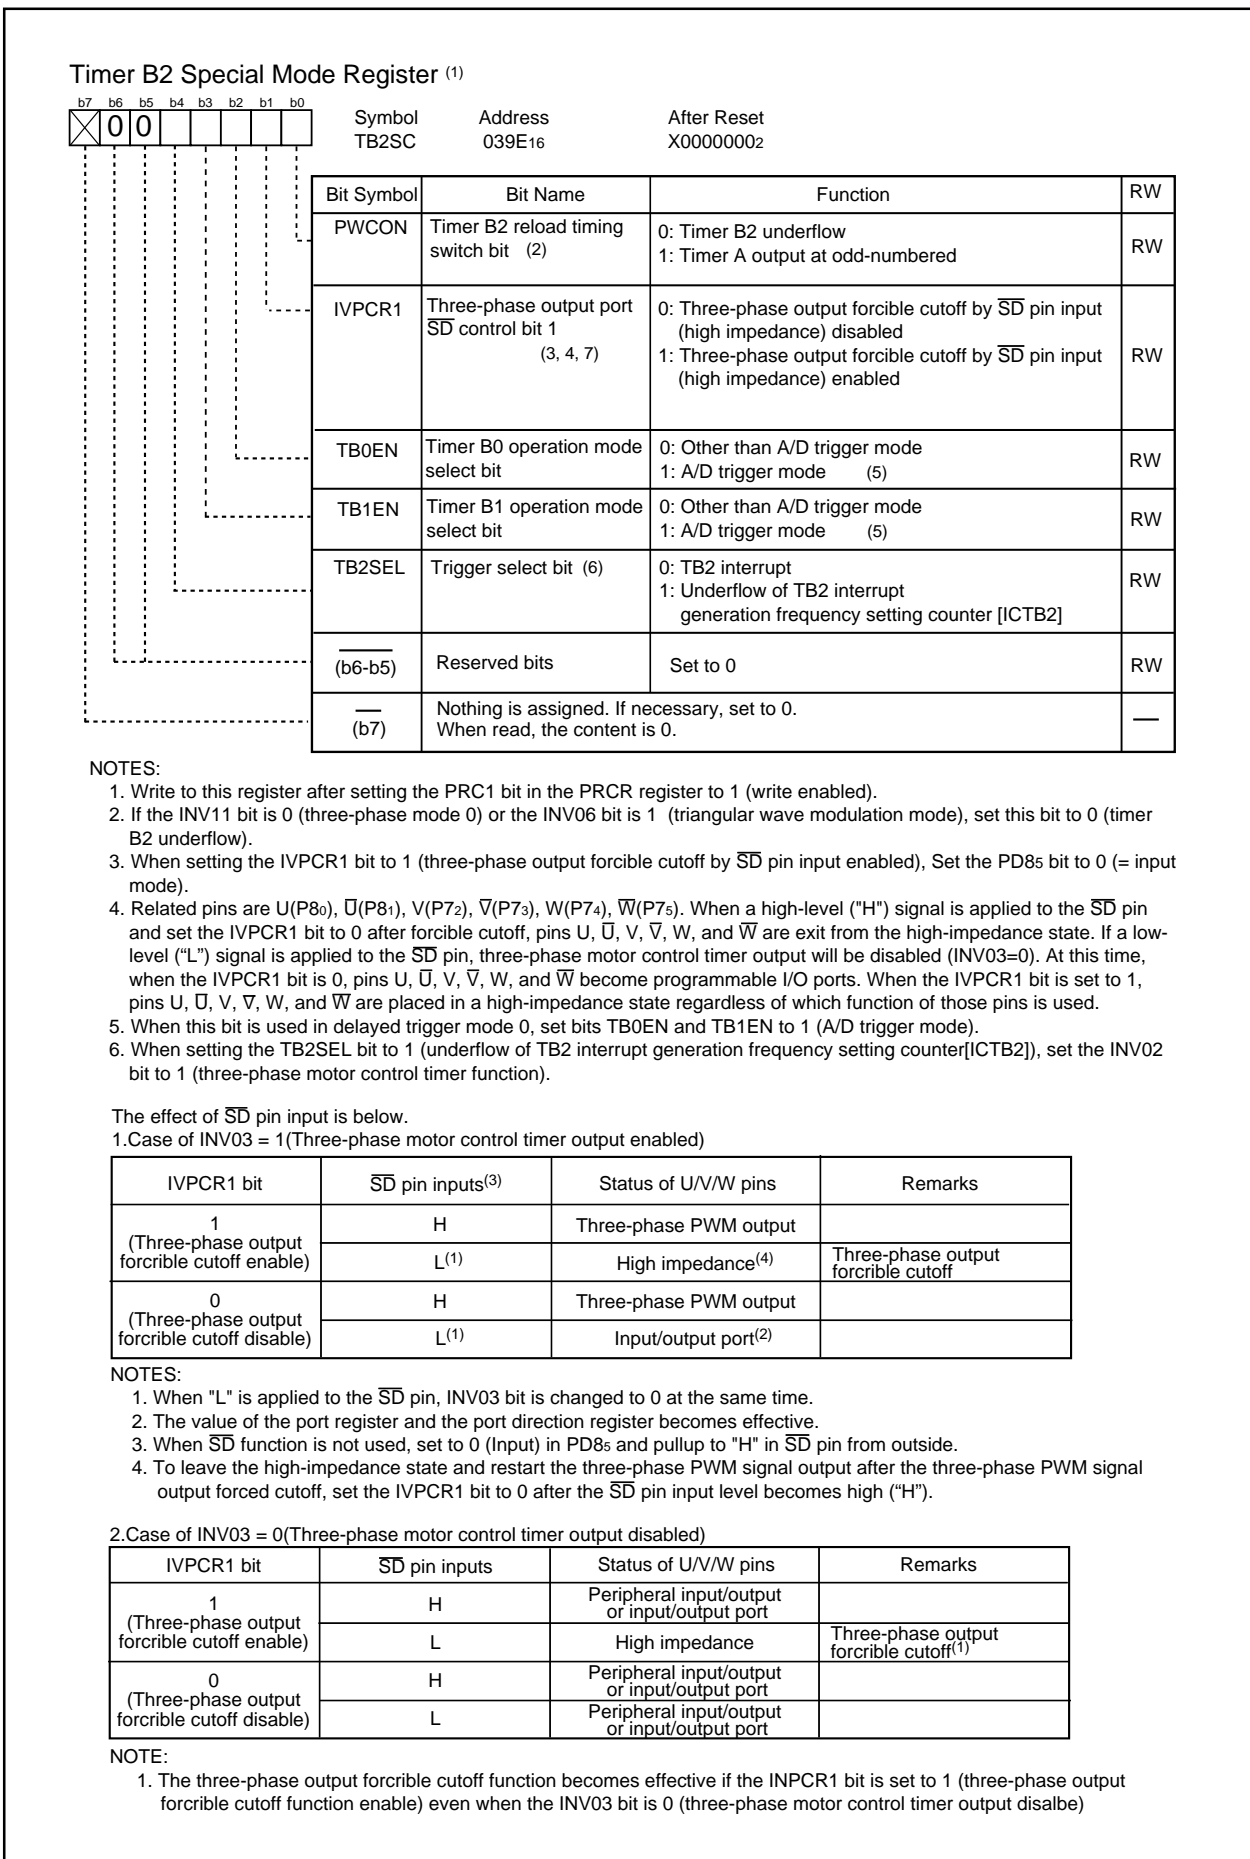 Timer B2 Special Mode Register (1)
b7 b6 b5 b4 b3 b2 b1 b0
0 0
Symbol Address After Reset
TB2SC 039E16 X00000002
Bit Symbol Bit Name Function RW
PWCON Timer B2 reload timing switch bit (2) 0: Timer B2 underflow
1: Timer A output at odd-numbered RW
IVPCR1 Three-phase output port S̅D̅ control bit 1 (3, 4, 7) 0: Three-phase output forcible cutoff by S̅D̅ pin input
(high impedance) disabled
1: Three-phase output forcible cutoff by S̅D̅ pin input
(high impedance) enabled RW
TB0EN Timer B0 operation mode select bit 0: Other than A/D trigger mode
1: A/D trigger mode (5) RW
TB1EN Timer B1 operation mode select bit 0: Other than A/D trigger mode
1: A/D trigger mode (5) RW
TB2SEL Trigger select bit (6) 0: TB2 interrupt
1: Underflow of TB2 interrupt
generation frequency setting counter [ICTB2] RW
(b6-b5) Reserved bits Set to 0 RW
(b7) Nothing is assigned. If necessary, set to 0.
When read, the content is 0. —
NOTES:
1. Write to this register after setting the PRC1 bit in the PRCR register to 1 (write enabled).
2. If the INV11 bit is 0 (three-phase mode 0) or the INV06 bit is 1 (triangular wave modulation mode), set this bit to 0 (timer
B2 underflow).
3. When setting the IVPCR1 bit to 1 (three-phase output forcible cutoff by S̅D̅ pin input enabled), Set the PD85 bit to 0 (= input
mode).
4. Related pins are U(P80), U̅(P81), V(P72), V̅(P73), W(P74), W̅(P75). When a high-level ("H") signal is applied to the S̅D̅ pin
and set the IVPCR1 bit to 0 after forcible cutoff, pins U, U̅, V, V̅, W, and W̅ are exit from the high-impedance state. If a low-
level (“L”) signal is applied to the S̅D̅ pin, three-phase motor control timer output will be disabled (INV03=0). At this time,
when the IVPCR1 bit is 0, pins U, U̅, V, V̅, W, and W̅ become programmable I/O ports. When the IVPCR1 bit is set to 1,
pins U, U̅, V, V̅, W, and W̅ are placed in a high-impedance state regardless of which function of those pins is used.
5. When this bit is used in delayed trigger mode 0, set bits TB0EN and TB1EN to 1 (A/D trigger mode).
6. When setting the TB2SEL bit to 1 (underflow of TB2 interrupt generation frequency setting counter[ICTB2]), set the INV02
bit to 1 (three-phase motor control timer function).
The effect of S̅D̅ pin input is below.
1.Case of INV03 = 1(Three-phase motor control timer output enabled)
IVPCR1 bit S̅D̅ pin inputs(3) Status of U/V/W pins Remarks
1
(Three-phase output
forcrible cutoff enable) H Three-phase PWM output
L(1) High impedance(4) Three-phase output
forcrible cutoff
0
(Three-phase output
forcrible cutoff disable) H Three-phase PWM output
L(1) Input/output port(2)
NOTES:
1. When "L" is applied to the S̅D̅ pin, INV03 bit is changed to 0 at the same time.
2. The value of the port register and the port direction register becomes effective.
3. When S̅D̅ function is not used, set to 0 (Input) in PD85 and pullup to "H" in S̅D̅ pin from outside.
4. To leave the high-impedance state and restart the three-phase PWM signal output after the three-phase PWM signal
output forced cutoff, set the IVPCR1 bit to 0 after the S̅D̅ pin input level becomes high (“H”).
2.Case of INV03 = 0(Three-phase motor control timer output disabled)
IVPCR1 bit S̅D̅ pin inputs Status of U/V/W pins Remarks
1
(Three-phase output
forcrible cutoff enable) H Peripheral input/output
or input/output port
L High impedance Three-phase output
forcrible cutoff(1)
0
(Three-phase output
forcrible cutoff disable) H Peripheral input/output
or input/output port
L Peripheral input/output
or input/output port
NOTE:
1. The three-phase output forcrible cutoff function becomes effective if the INPCR1 bit is set to 1 (three-phase output
forcrible cutoff function enable) even when the INV03 bit is 0 (three-phase motor control timer output disalbe)